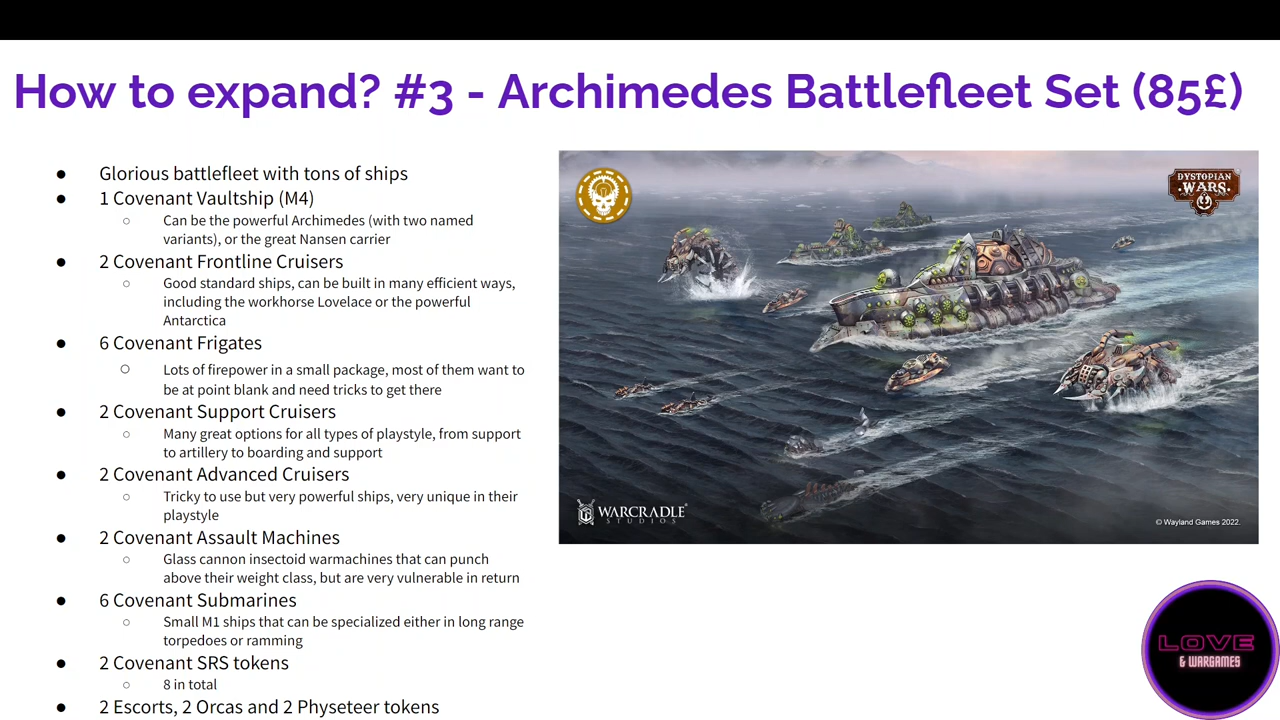 How to expand? #3 - Archimedes Battlefleet Set (85£)
● Glorious battlefleet with tons of ships
● 1 Covenant Vaultship (M4)
○ Can be the powerful Archimedes (with two named
variants), or the great Nansen carrier
● 2 Covenant Frontline Cruisers
○ Good standard ships, can be built in many efficient ways,
including the workhorse Lovelace or the powerful
Antarctica
● 6 Covenant Frigates
○ Lots of firepower in a small package, most of them want to
be at point blank and need tricks to get there
● 2 Covenant Support Cruisers
○ Many great options for all types of playstyle, from support
to artillery to boarding and support
● 2 Covenant Advanced Cruisers
○ Tricky to use but very powerful ships, very unique in their
playstyle
● 2 Covenant Assault Machines
○ Glass cannon insectoid warmachines that can punch
above their weight class, but are very vulnerable in return
● 6 Covenant Submarines
○ Small M1 ships that can be specialized either in long range
torpedoes or ramming
● 2 Covenant SRS tokens
○ 8 in total
● 2 Escorts, 2 Orcas and 2 Physeteer tokens
DYSTOPIAN
WARS
WARCRADLE
STUDIOS
© Wayland Games 2022.
LOVE
& WARGAMES